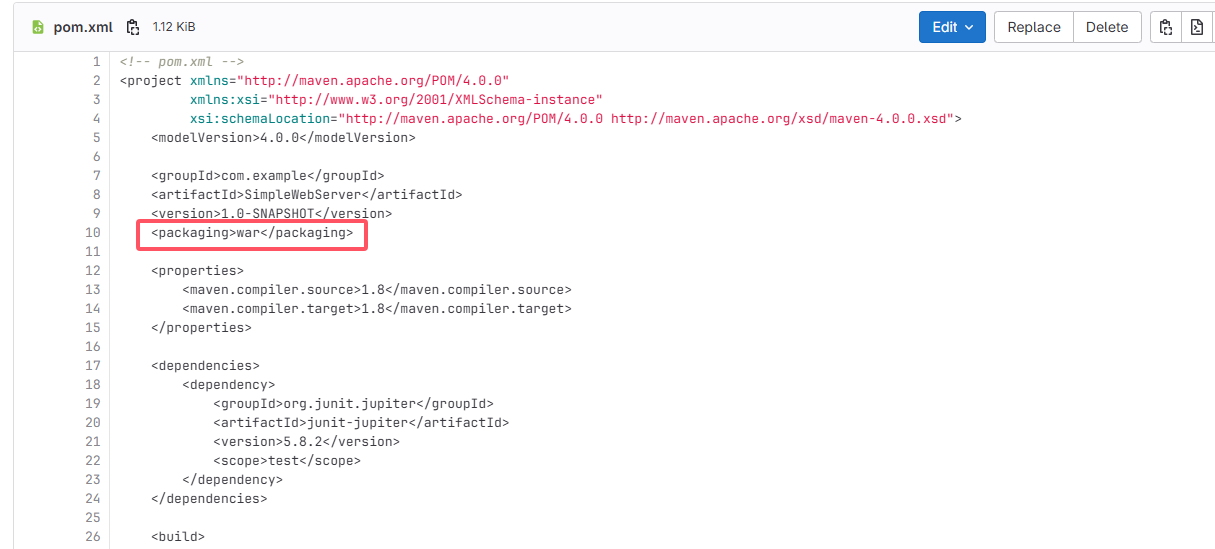 pom.xml 1.12 KiB Edit Replace Delete
1 <!-- pom.xml -->
2 <project xmlns="http://maven.apache.org/POM/4.0.0"
3 xmlns:xsi="http://www.w3.org/2001/XMLSchema-instance"
4 xsi:schemaLocation="http://maven.apache.org/POM/4.0.0 http://maven.apache.org/xsd/maven-4.0.0.xsd">
5 <modelVersion>4.0.0</modelVersion>
6
7 <groupId>com.example</groupId>
8 <artifactId>SimpleWebServer</artifactId>
9 <version>1.0-SNAPSHOT</version>
10 <packaging>war</packaging>
11
12 <properties>
13 <maven.compiler.source>1.8</maven.compiler.source>
14 <maven.compiler.target>1.8</maven.compiler.target>
15 </properties>
16
17 <dependencies>
18 <dependency>
19 <groupId>org.junit.jupiter</groupId>
20 <artifactId>junit-jupiter</artifactId>
21 <version>5.8.2</version>
22 <scope>test</scope>
23 </dependency>
24 </dependencies>
25
26 <build>